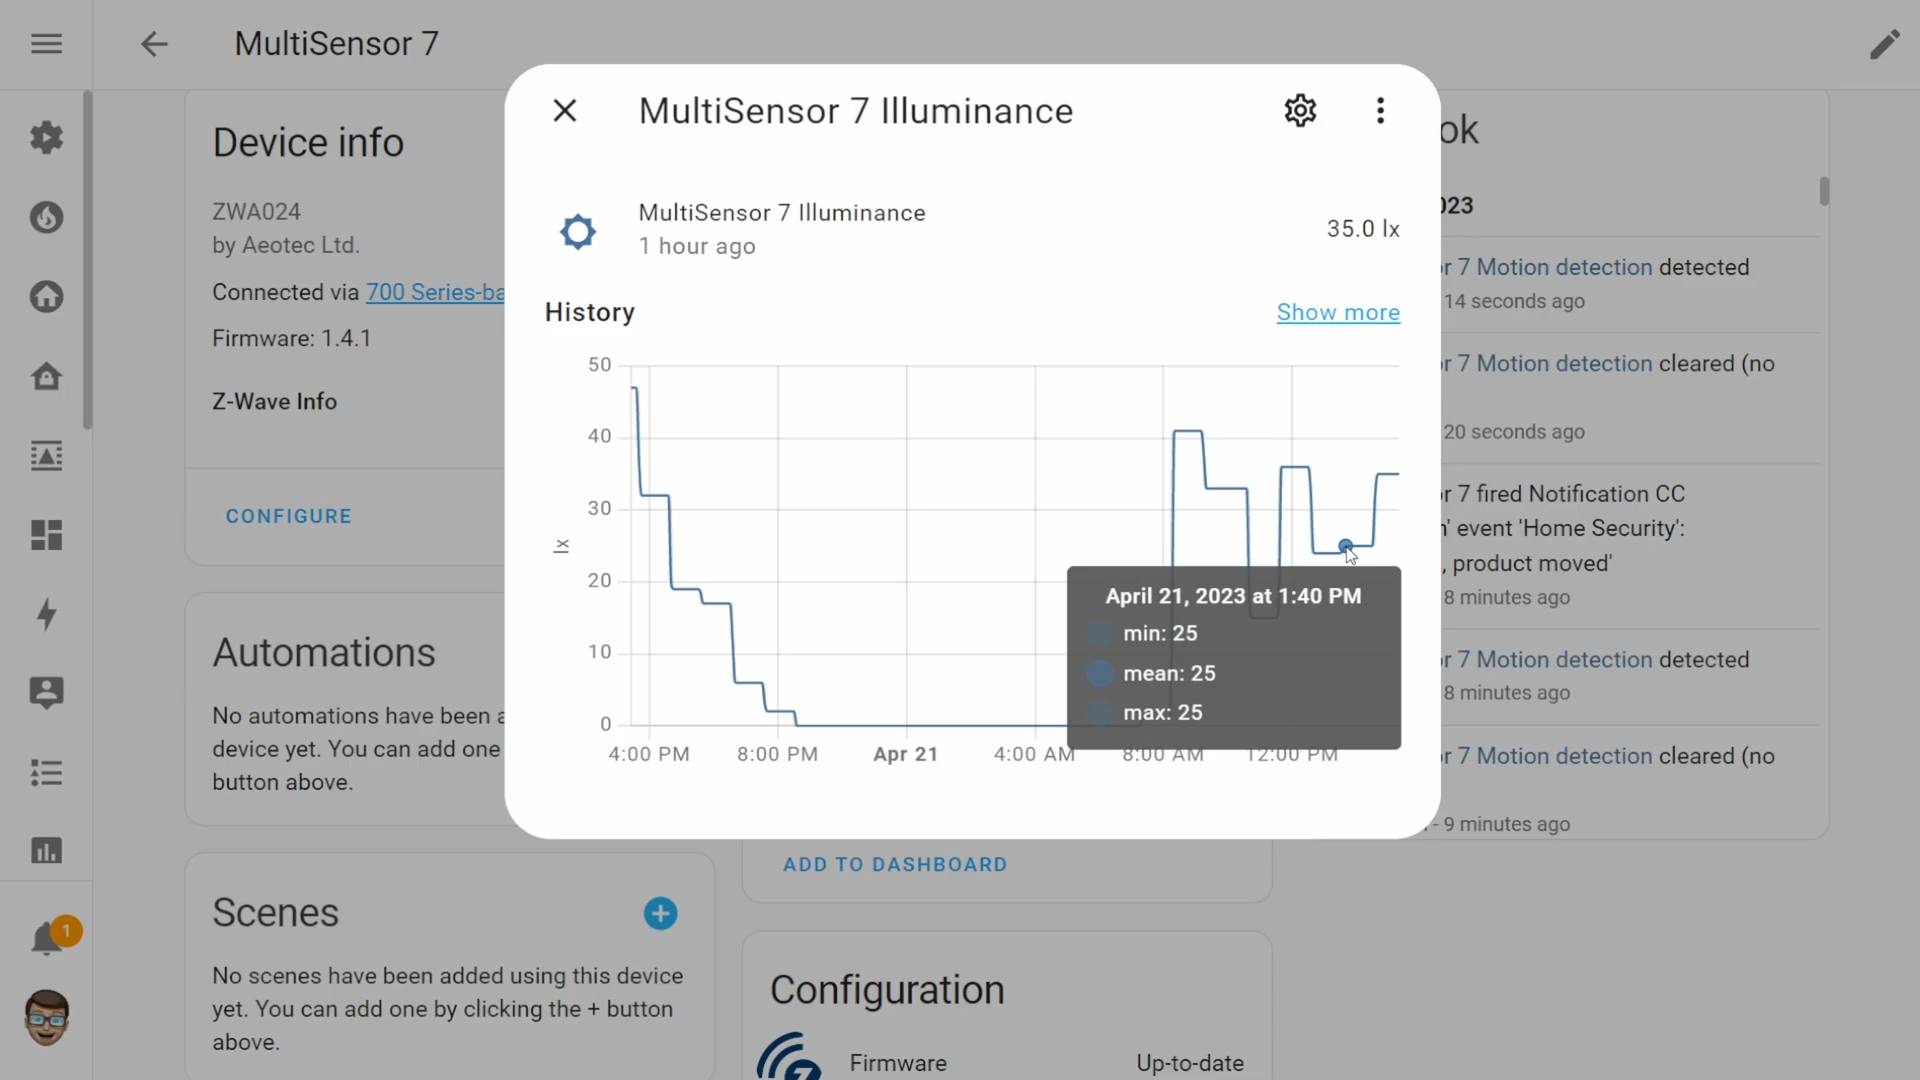 MultiSensor 7
Device info
ZWA024
by Aeotec Ltd.
Connected via 700 Series-ba
Firmware: 1.4.1
Z-Wave Info
CONFIGURE
Automations
No automations have been a
device yet. You can add one
button above.
Scenes
No scenes have been added using this device
yet. You can add one by clicking the + button
above.
1
MultiSensor 7 Illuminance
MultiSensor 7 Illuminance
1 hour ago
35.0 lx
History
Show more
50
40
30
20
10
0
lx
4:00 PM
8:00 PM
Apr 21
4:00 AM
8:00 AM
12:00 PM
April 21, 2023 at 1:40 PM
min: 25
mean: 25
max: 25
ADD TO DASHBOARD
Configuration
Firmware
Up-to-date
ok
023
r 7 Motion detection detected
14 seconds ago
r 7 Motion detection cleared (no
20 seconds ago
r 7 fired Notification CC
n' event 'Home Security':
, product moved'
8 minutes ago
r 7 Motion detection detected
8 minutes ago
r 7 Motion detection cleared (no
- 9 minutes ago